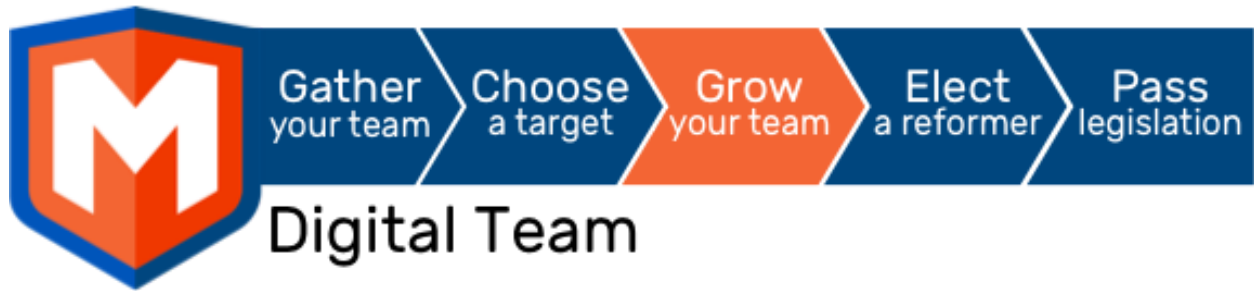 M
Gather
your team
Choose
a target
Grow
your team
Elect
a reformer
Pass
legislation
Digital Team